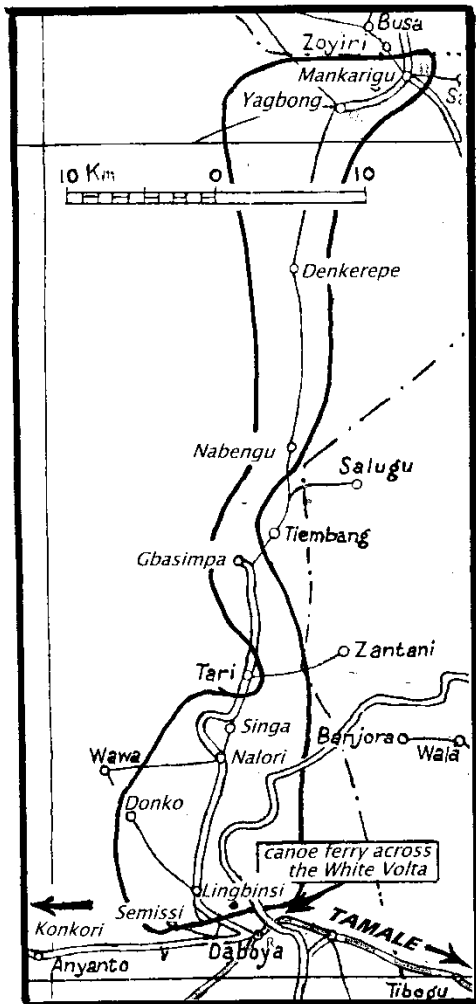 Busa
Zoyiri
Mankarigu
Yagbong
10 Km 0 10
Denkerepe
Nabengu
Salugu
Tiembang
Gbasimpa
Zantani
Tari
Singa
Banjora
Wala
Nalori
Wawa
Donko
canoe ferry across
the White Volta
Lingbinsi
Semissi
TAMALE
Konkori
Daboya
Anyanto
Tibogu